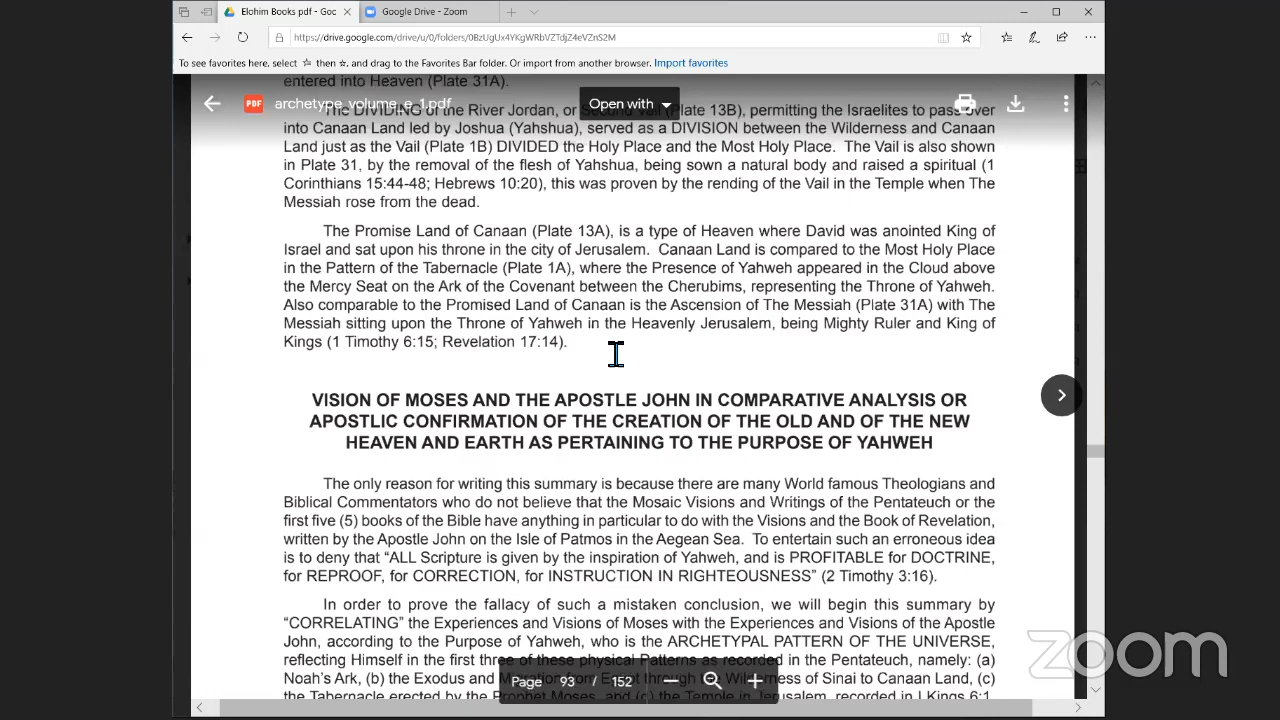 Elohim Books pdf - Goo
Google Drive - Zoom
https://drive.google.com/drive/u/0/folders/0BzUgUx4YKgWRbVZTdjZ4eVZnS2M
To see favorites here, select ☆ then ☆, and drag to the Favorites Bar folder. Or import from another browser. Import favorites
entered into Heaven (Plate 31A).
PDF archetype_volume_e_1.pdf
Open with
The DIVIDING of the River Jordan, or Second Vail (Plate 13B), permitting the Israelites to pass over
into Canaan Land led by Joshua (Yahshua), served as a DIVISION between the Wilderness and Canaan
Land just as the Vail (Plate 1B) DIVIDED the Holy Place and the Most Holy Place. The Vail is also shown
in Plate 31, by the removal of the flesh of Yahshua, being sown a natural body and raised a spiritual (1
Corinthians 15:44-48; Hebrews 10:20), this was proven by the rending of the Vail in the Temple when The
Messiah rose from the dead.
The Promise Land of Canaan (Plate 13A), is a type of Heaven where David was anointed King of
Israel and sat upon his throne in the city of Jerusalem. Canaan Land is compared to the Most Holy Place
in the Pattern of the Tabernacle (Plate 1A), where the Presence of Yahweh appeared in the Cloud above
the Mercy Seat on the Ark of the Covenant between the Cherubims, representing the Throne of Yahweh.
Also comparable to the Promised Land of Canaan is the Ascension of The Messiah (Plate 31A) with The
Messiah sitting upon the Throne of Yahweh in the Heavenly Jerusalem, being Mighty Ruler and King of
Kings (1 Timothy 6:15; Revelation 17:14).
VISION OF MOSES AND THE APOSTLE JOHN IN COMPARATIVE ANALYSIS OR
APOSTLIC CONFIRMATION OF THE CREATION OF THE OLD AND OF THE NEW
HEAVEN AND EARTH AS PERTAINING TO THE PURPOSE OF YAHWEH
The only reason for writing this summary is because there are many World famous Theologians and
Biblical Commentators who do not believe that the Mosaic Visions and Writings of the Pentateuch or the
first five (5) books of the Bible have anything in particular to do with the Visions and the Book of Revelation,
written by the Apostle John on the Isle of Patmos in the Aegean Sea. To entertain such an erroneous idea
is to deny that “ALL Scripture is given by the inspiration of Yahweh, and is PROFITABLE for DOCTRINE,
for REPROOF, for CORRECTION, for INSTRUCTION IN RIGHTEOUSNESS” (2 Timothy 3:16).
In order to prove the fallacy of such a mistaken conclusion, we will begin this summary by
“CORRELATING” the Experiences and Visions of Moses with the Experiences and Visions of the Apostle
John, according to the Purpose of Yahweh, who is the ARCHETYPAL PATTERN OF THE UNIVERSE,
reflecting Himself in the first three of these physical Patterns as recorded in the Pentateuch, namely: (a)
Noah's Ark, (b) the Exodus and Wilderness of Sinai to Canaan Land, (c)
the Tabernacle erected by the Prophet Moses, and (d) the Temple in Jerusalem, recorded in I Kings 6:1
Page 93 / 152
zoom